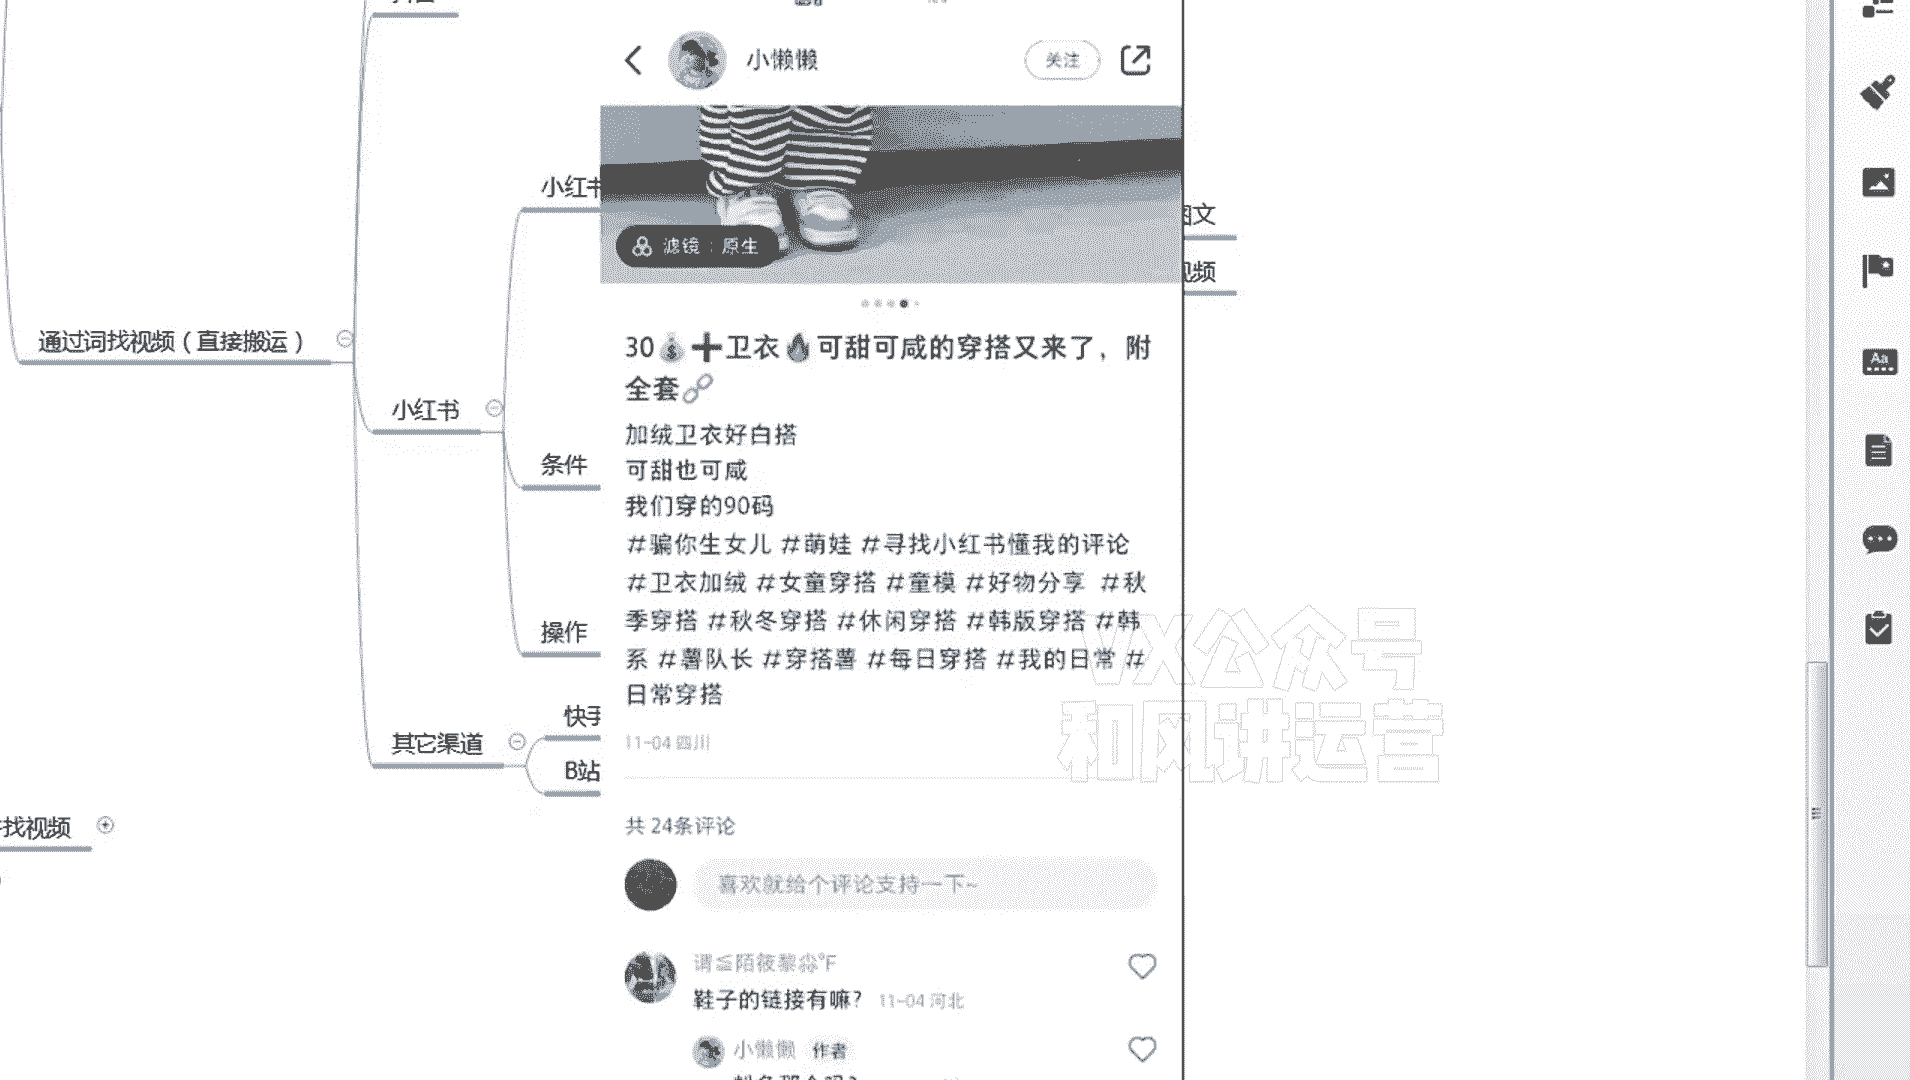 小懒懒
关注
小红书
滤镜：原生
图文
视频
通过词找视频（直接搬运）
30💰➕卫衣🔥可甜可咸的穿搭又来了，附
全套🔗
小红书
加绒卫衣好白搭
条件
可甜也可咸
我们穿的90码
#骗你生女儿 #萌娃 #寻找小红书懂我的评论
#卫衣加绒 #女童穿搭 #童模 #好物分享 #秋
季穿搭 #秋冬穿搭 #休闲穿搭 #韩版穿搭 #韩
操作
系 #薯队长 #穿搭薯 #每日穿搭 #我的日常 #
日常穿搭
VX公众号
和风讲运营
快手
其它渠道
11-04 四川
B站
找视频
共 24条评论
喜欢就给个评论支持一下~
鞋子的链接有嘛？ 11-04 河北
小懒懒 作者